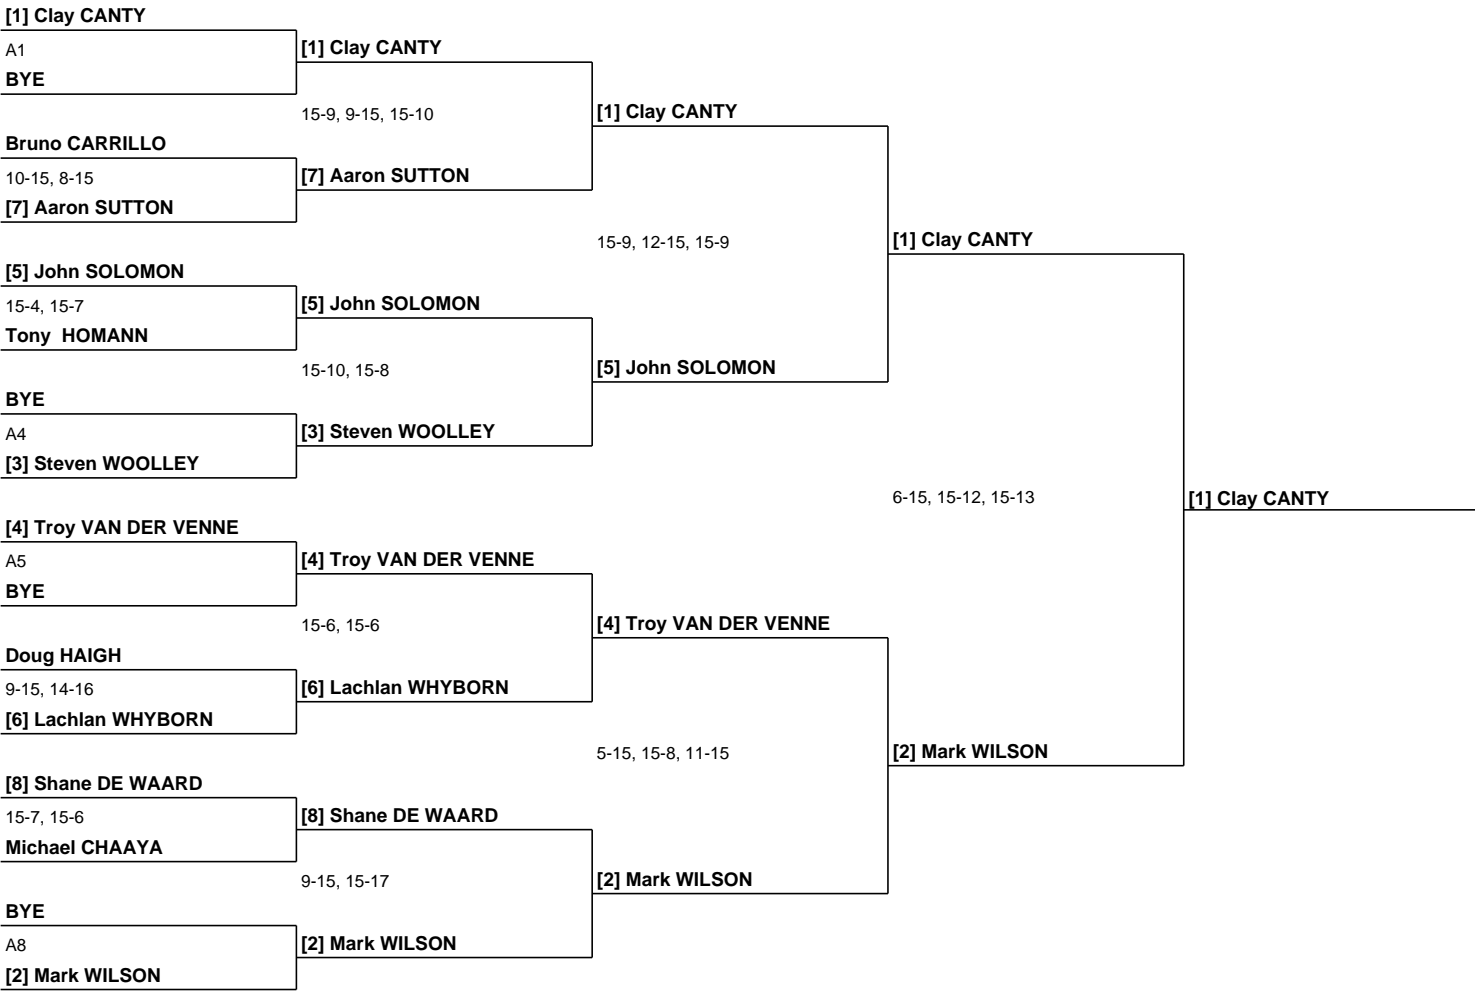 [1] Clay CANTY
A1
BYE
Bruno CARRILLO
10-15, 8-15
[7] Aaron SUTTON
[5] John SOLOMON
15-4, 15-7
Tony  HOMANN
BYE
A4
[3] Steven WOOLLEY
[4] Troy VAN DER VENNE
A5
BYE
Doug HAIGH
9-15, 14-16
[6] Lachlan WHYBORN
[8] Shane DE WAARD
15-7, 15-6
Michael CHAAYA
BYE
A8
[2] Mark WILSON
[1] Clay CANTY
15-9, 9-15, 15-10
[7] Aaron SUTTON
[5] John SOLOMON
15-10, 15-8
[3] Steven WOOLLEY
[4] Troy VAN DER VENNE
15-6, 15-6
[6] Lachlan WHYBORN
[8] Shane DE WAARD
9-15, 15-17
[2] Mark WILSON
[1] Clay CANTY
15-9, 12-15, 15-9
[5] John SOLOMON
[4] Troy VAN DER VENNE
5-15, 15-8, 11-15
[2] Mark WILSON
[1] Clay CANTY
6-15, 15-12, 15-13
[2] Mark WILSON
[1] Clay CANTY